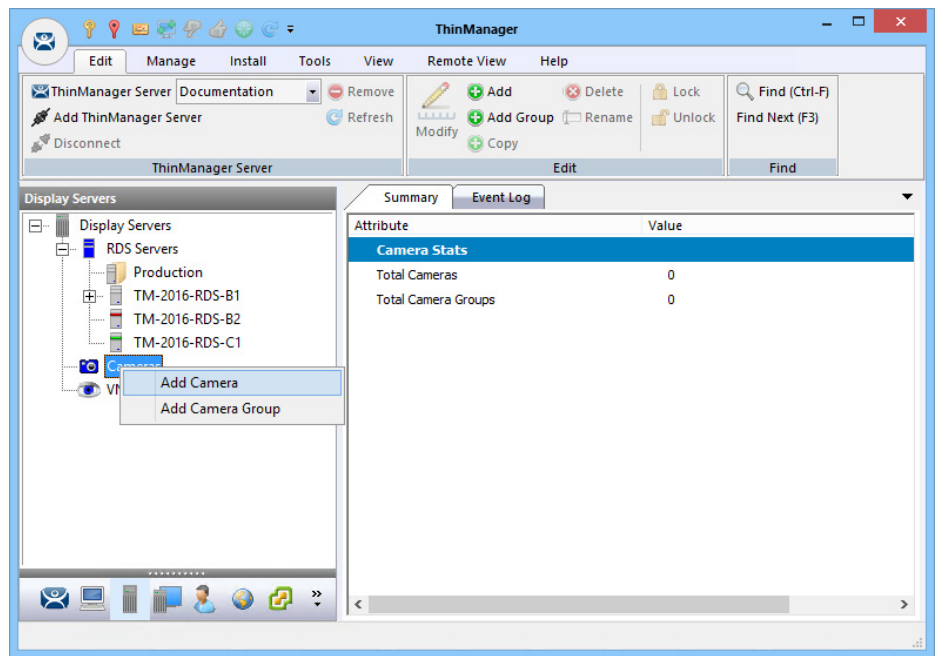 ThinManager
Edit Manage Install Tools View Remote View Help
ThinManager Server Documentation Remove
Add ThinManager Server Refresh
Disconnect
ThinManager Server
Modify
Add Delete
Add Group Rename
Copy
Lock
Unlock
Edit
Find (Ctrl-F)
Find Next (F3)
Find
Display Servers
Display Servers
RDS Servers
Production
TM-2016-RDS-B1
TM-2016-RDS-B2
TM-2016-RDS-C1
Cameras
VN
Add Camera
Add Camera Group
Summary Event Log
Attribute Value
Camera Stats
Total Cameras 0
Total Camera Groups 0